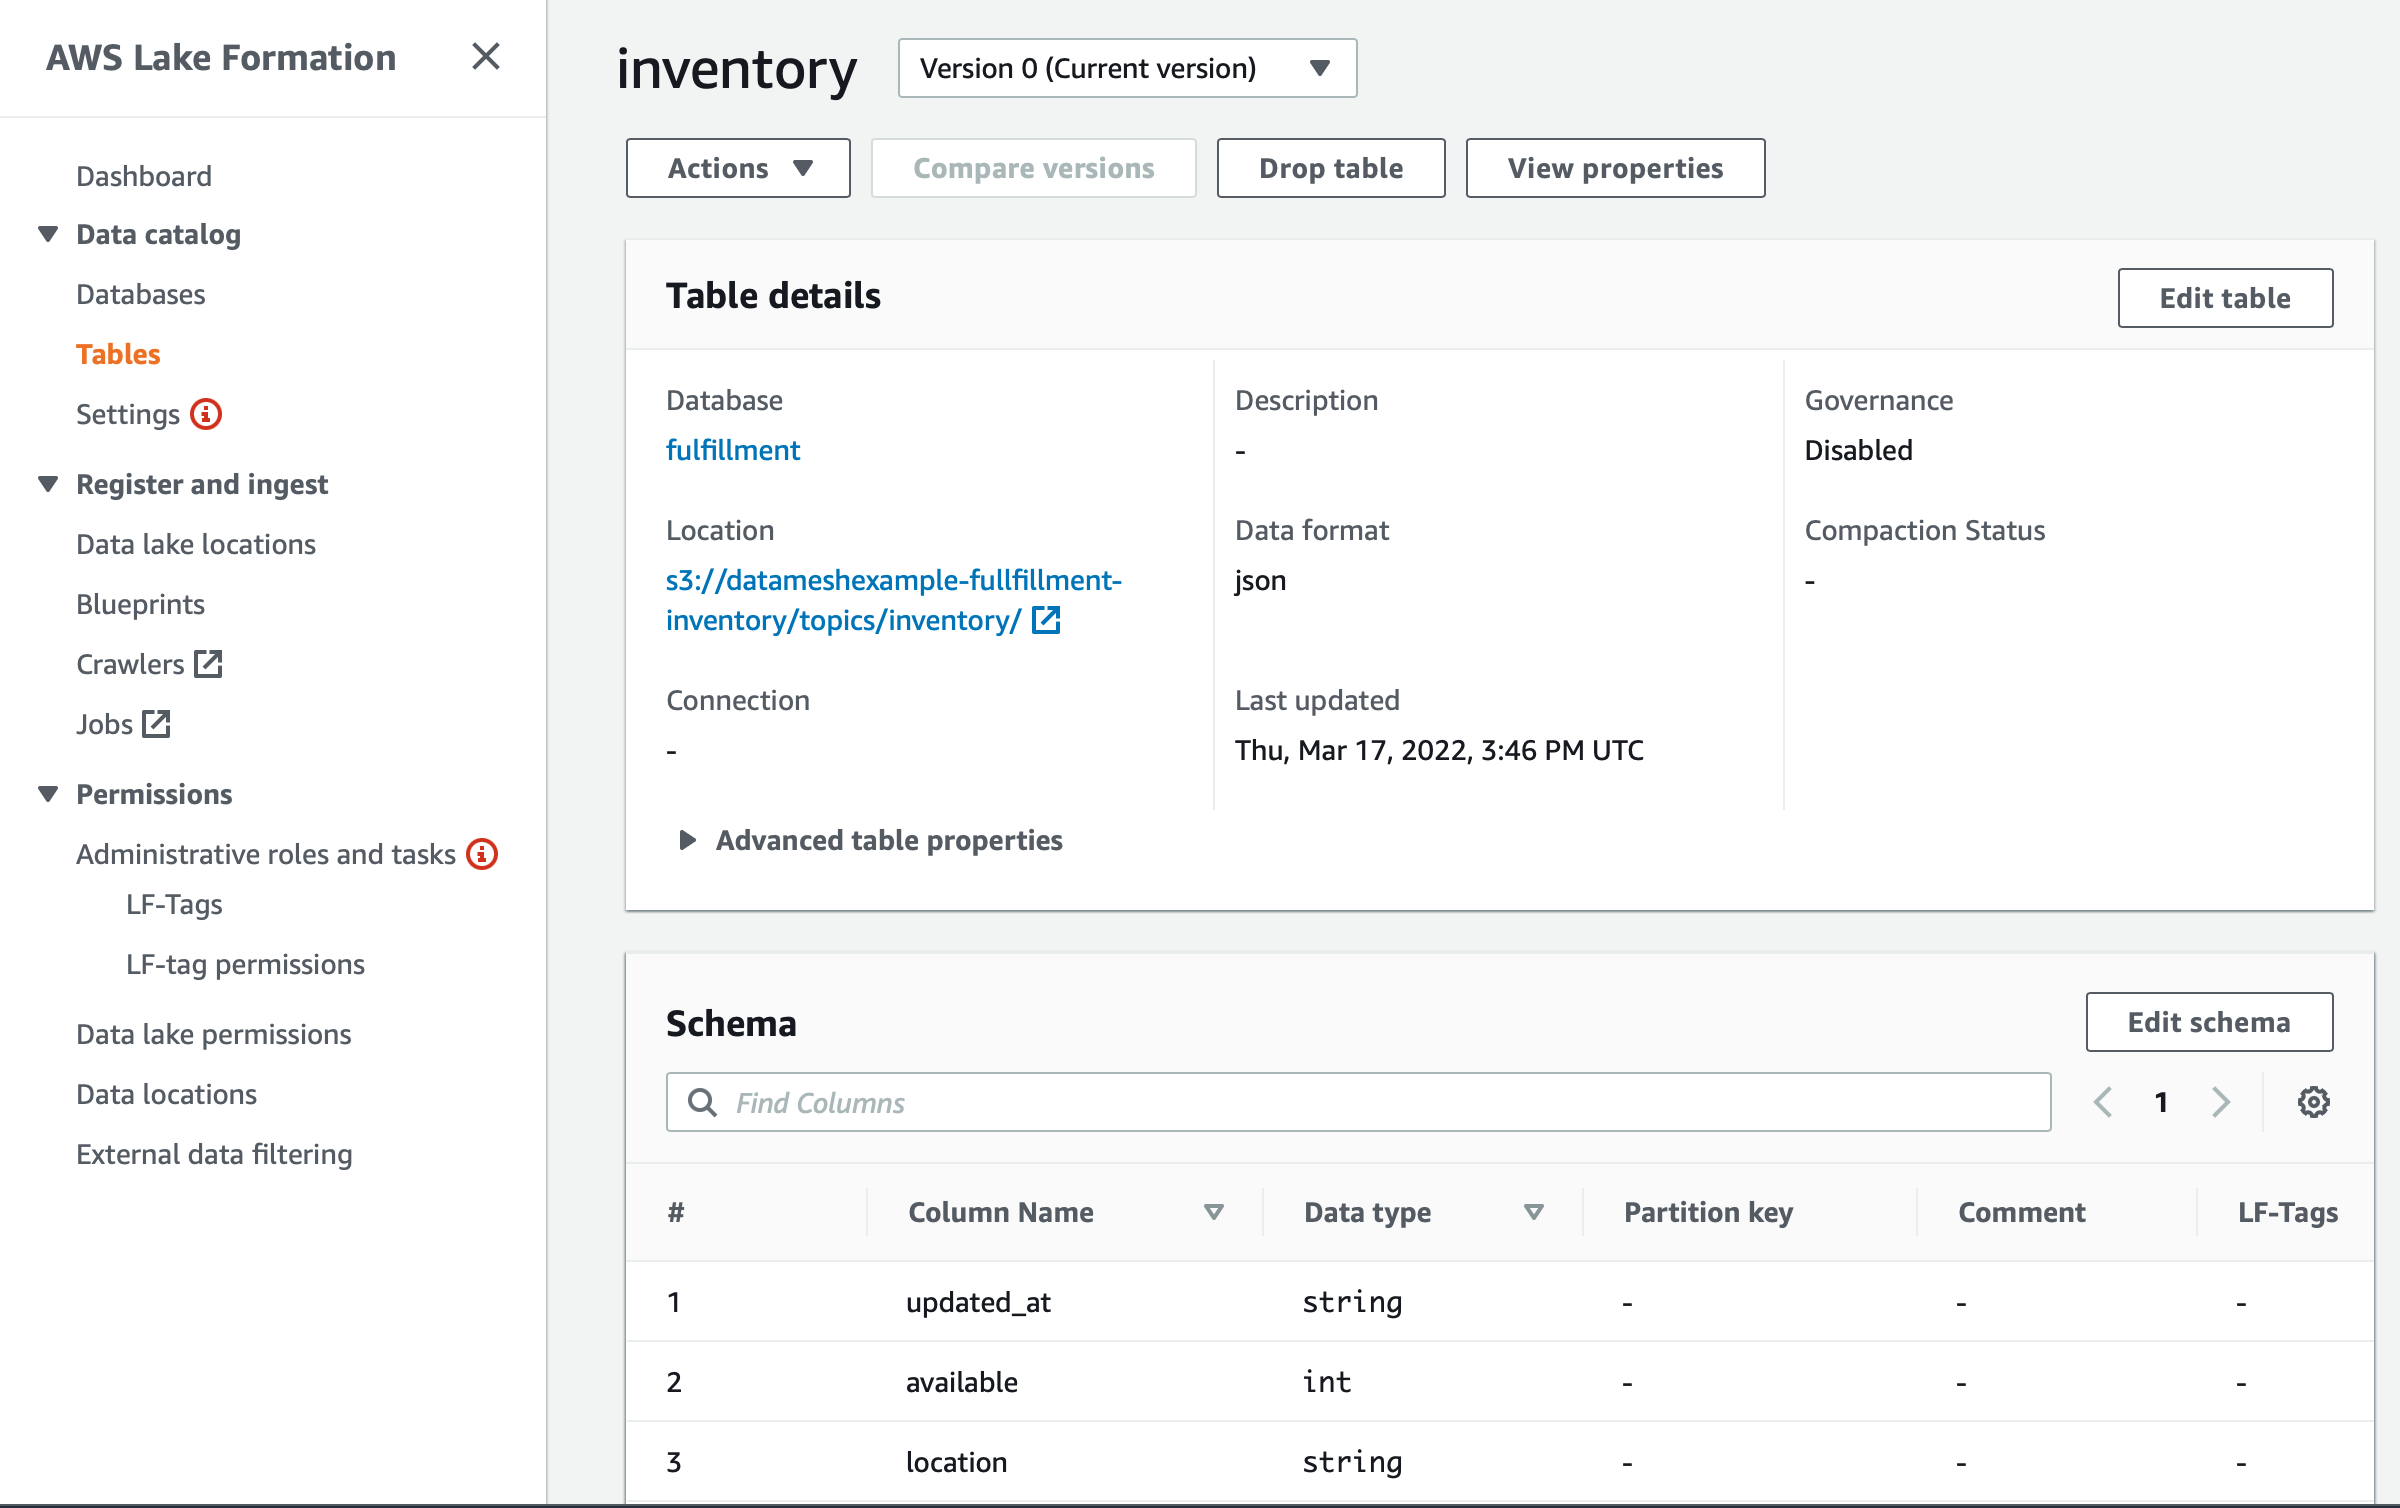 AWS Lake Formation
Dashboard
Data catalog
Databases
Tables
Settings
Register and ingest
Data lake locations
Blueprints
Crawlers
Jobs
Permissions
Administrative roles and tasks
LF-Tags
LF-tag permissions
Data lake permissions
Data locations
External data filtering
inventory
Version 0 (Current version)
Actions Compare versions Drop table View properties
Table details
Edit table
Database Description Governance
fulfillment - Disabled
Location Data format Compaction Status
s3://datameshexample-fullfillment- json -
inventory/topics/inventory/
Connection Last updated
- Thu, Mar 17, 2022, 3:46 PM UTC
Advanced table properties
Schema
Edit schema
Find Columns 1
# Column Name Data type Partition key Comment LF-Tags
1 updated_at string - - -
2 available int - - -
3 location string - - -